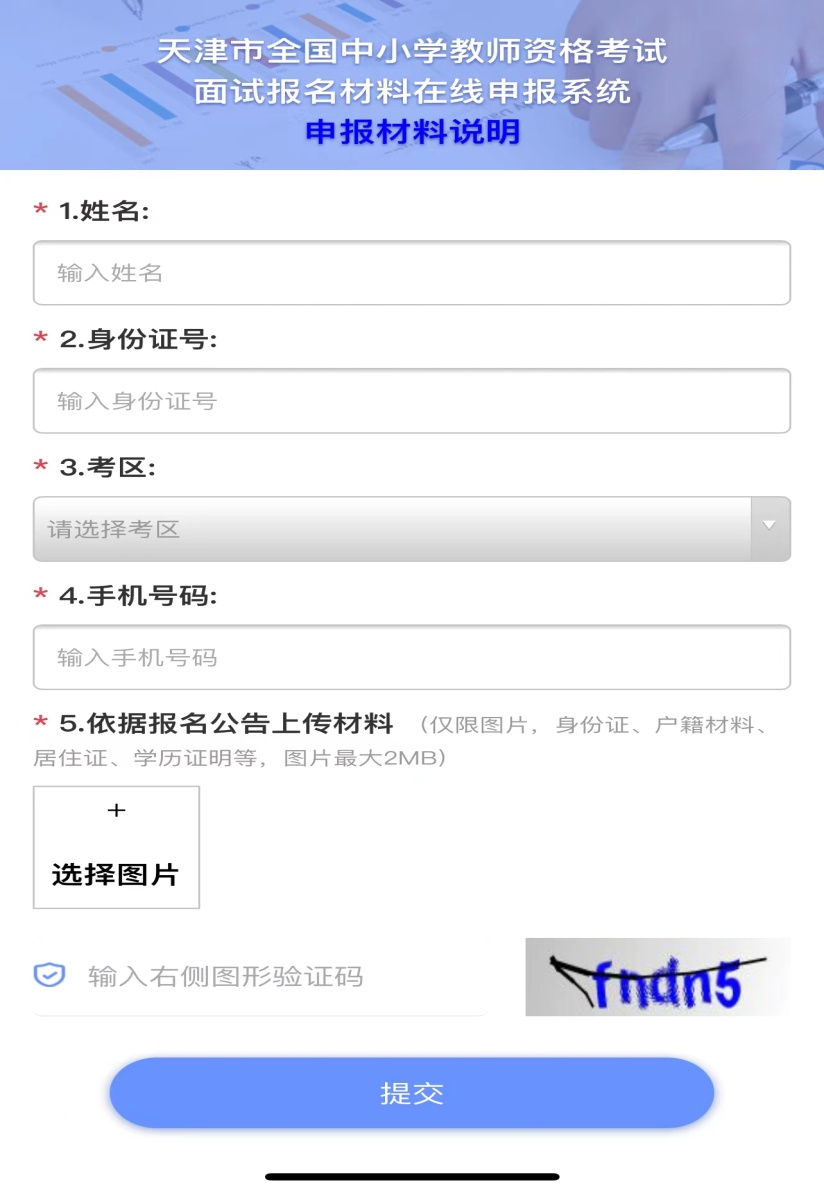 天津市全国中小学教师资格考试
面试报名材料在线申报系统
申报材料说明
* 1.姓名:
输入姓名
* 2.身份证号:
输入身份证号
* 3.考区:
请选择考区
* 4.手机号码:
输入手机号码
* 5.依据报名公告上传材料 （仅限图片，身份证、户籍材料、
居住证、学历证明等，图片最大2MB）
+
选择图片
输入右侧图形验证码
fndn5
提交